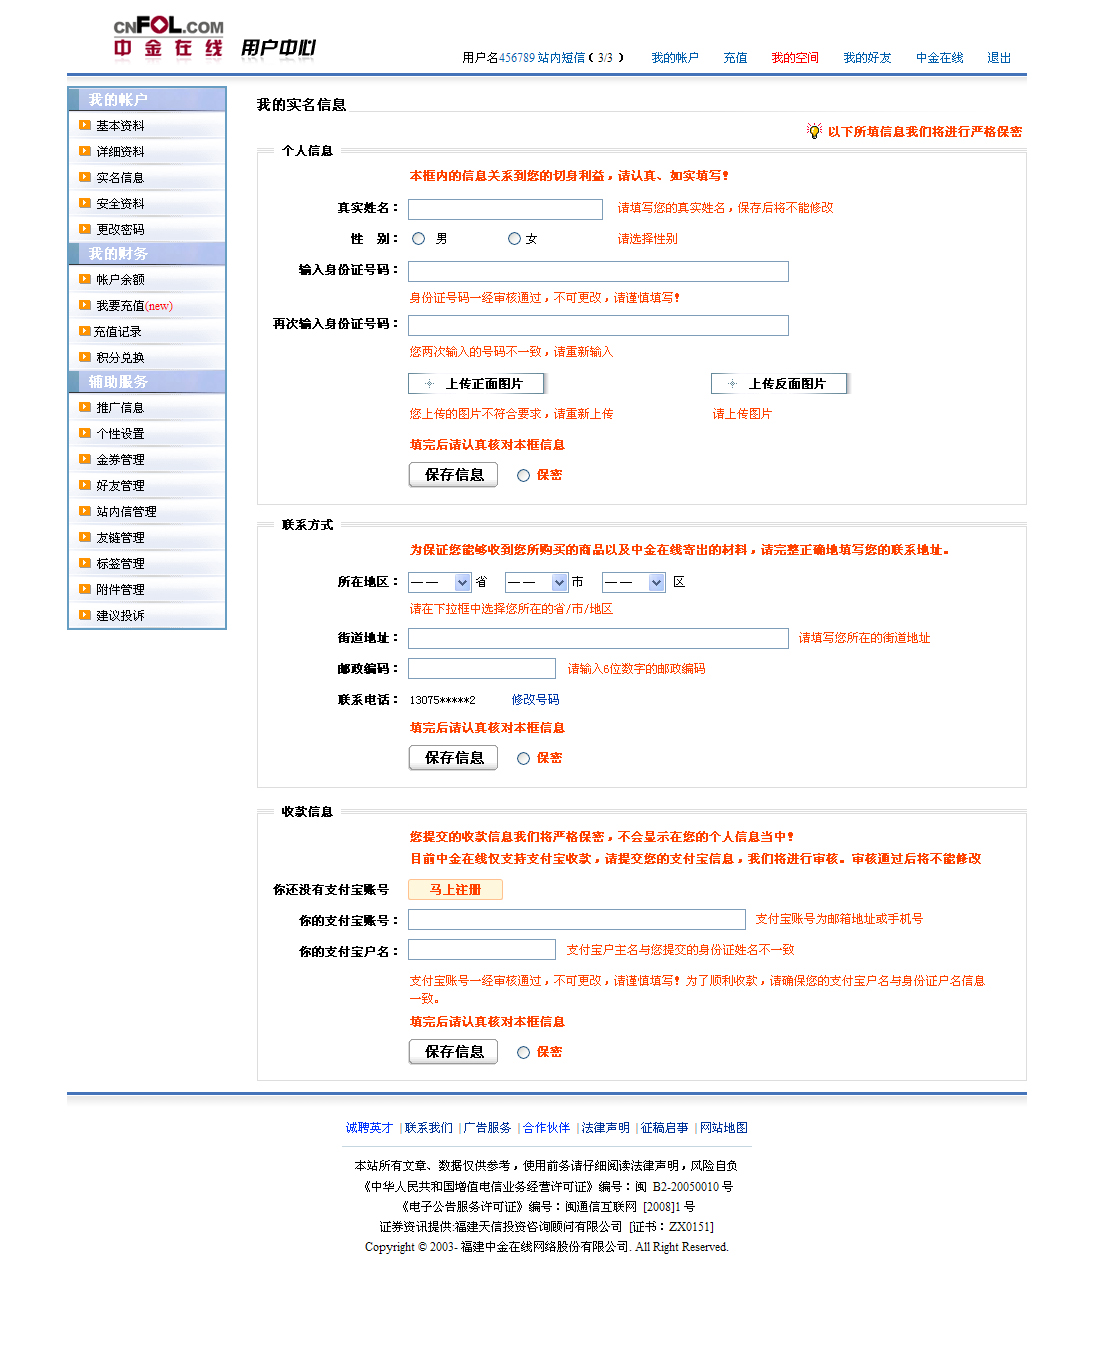 CNFOL.COM
中金在线 用户中心
用户名456789 站内短信 ( 3/3 ) 我的帐户 充值 我的空间 我的好友 中金在线 退出
我的帐户
基本资料
详细资料
实名信息
安全资料
更改密码
我的财务
帐户余额
我要充值(new)
充值记录
积分兑换
辅助服务
推广信息
个性设置
金券管理
好友管理
站内信管理
友链管理
标签管理
附件管理
建议投诉
我的实名信息
以下所填信息我们将进行严格保密
个人信息
本框内的信息关系到您的切身利益，请认真、如实填写！
真实姓名： 请填写您的真实姓名，保存后将不能修改
性 别： 男 女 请选择性别
输入身份证号码：
身份证号码一经审核通过，不可更改，请谨慎填写！
再次输入身份证号码：
您两次输入的号码不一致，请重新输入
上传正面图片 上传反面图片
您上传的图片不符合要求，请重新上传 请上传图片
填完后请认真核对本框信息
保存信息 保密
联系方式
为保证您能够收到您所购买的商品以及中金在线寄出的材料，请完整正确地填写您的联系地址。
所在地区： —— 省 —— 市 —— 区
请在下拉框中选择您所在的省/市/地区
街道地址： 请填写您所在的街道地址
邮政编码： 请输入6位数字的邮政编码
联系电话： 13075*****2 修改号码
填完后请认真核对本框信息
保存信息 保密
收款信息
您提交的收款信息我们将严格保密，不会显示在您的个人信息当中！
目前中金在线仅支持支付宝收款，请提交您的支付宝信息，我们将进行审核。审核通过后将不能修改
你还没有支付宝账号 马上注册
你的支付宝账号： 支付宝账号为邮箱地址或手机号
你的支付宝户名： 支付宝户主名与您提交的身份证姓名不一致
支付宝账号一经审核通过，不可更改，请谨慎填写！为了顺利收款，请确保您的支付宝户名与身份证户名信息
一致。
填完后请认真核对本框信息
保存信息 保密
诚聘英才 | 联系我们 | 广告服务 | 合作伙伴 | 法律声明 | 征稿启事 | 网站地图
本站所有文章、数据仅供参考，使用前务请仔细阅读法律声明，风险自负
《中华人民共和国增值电信业务经营许可证》编号：闽 B2-20050010 号
《电子公告服务许可证》编号：闽通信互联网 [2008]1 号
证券资讯提供:福建天信投资咨询顾问有限公司 [证书：ZX0151]
Copyright © 2003- 福建中金在线网络股份有限公司. All Right Reserved.